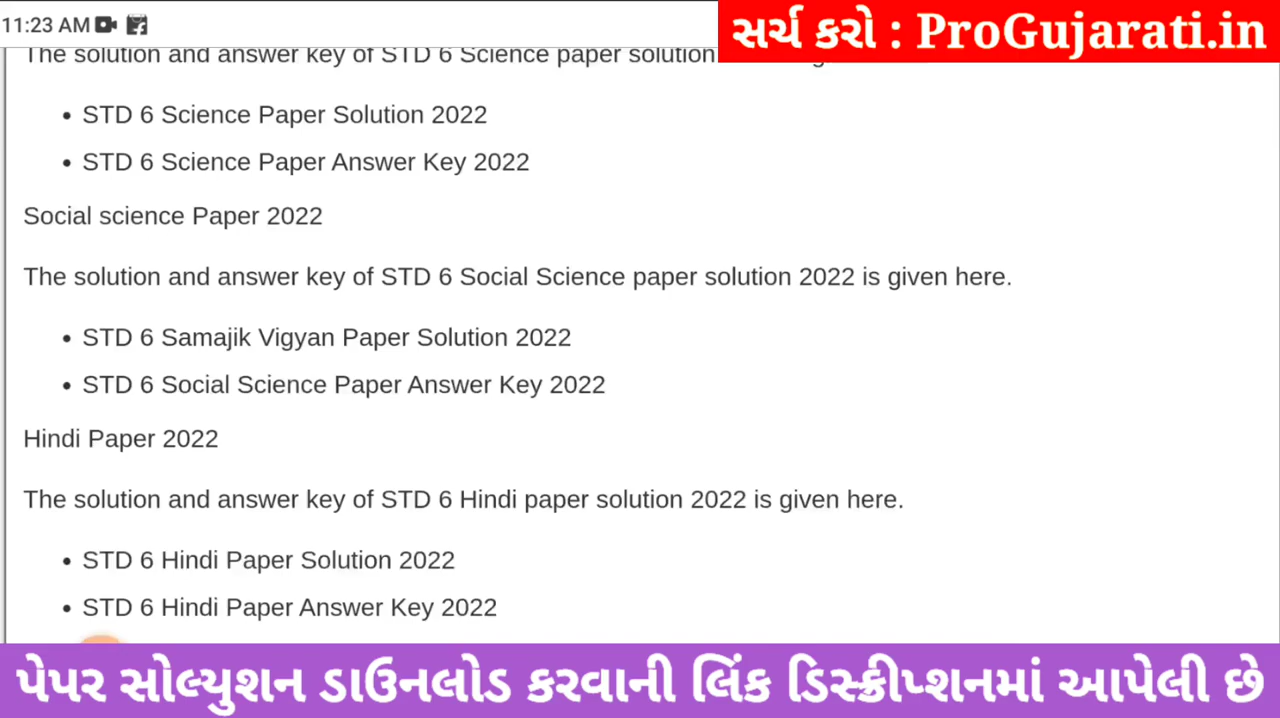 11:23 AM
સર્ચ કરો : ProGujarati.in
The solution and answer key of STD 6 Science paper solution
• STD 6 Science Paper Solution 2022
• STD 6 Science Paper Answer Key 2022
Social science Paper 2022
The solution and answer key of STD 6 Social Science paper solution 2022 is given here.
• STD 6 Samajik Vigyan Paper Solution 2022
• STD 6 Social Science Paper Answer Key 2022
Hindi Paper 2022
The solution and answer key of STD 6 Hindi paper solution 2022 is given here.
• STD 6 Hindi Paper Solution 2022
• STD 6 Hindi Paper Answer Key 2022
પેપર સોલ્યુશન ડાઉનલોડ કરવાની લિંક ડિસ્ક્રીપ્શનમાં આપેલી છે